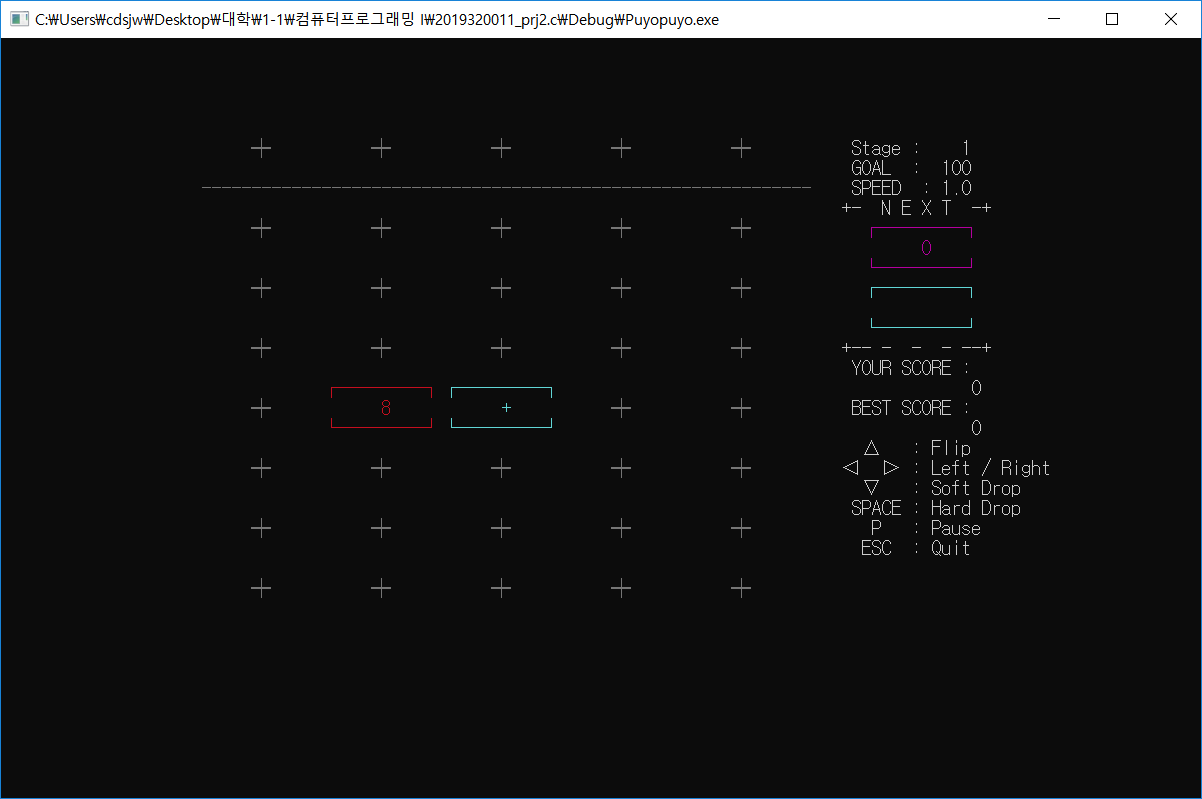 C:₩Users₩cdsjw₩Desktop₩대학₩1-1₩컴퓨터프로그래밍 I₩2019320011_prj2.c₩Debug₩Puyopuyo.exe
+ + + + +
Stage : 1
GOAL : 100
------------------------------------------------------------- SPEED : 1.0
+- N E X T -+
+ + + + +
0
+ + + + +
+ + + + +
+-- - - - --+
YOUR SCORE :
0
+ 8 + + +
BEST SCORE :
0
△ : Flip
+ + + + +
◁ ▷ : Left / Right
▽ : Soft Drop
SPACE : Hard Drop
+ + + + +
P : Pause
ESC : Quit
+ + + + +